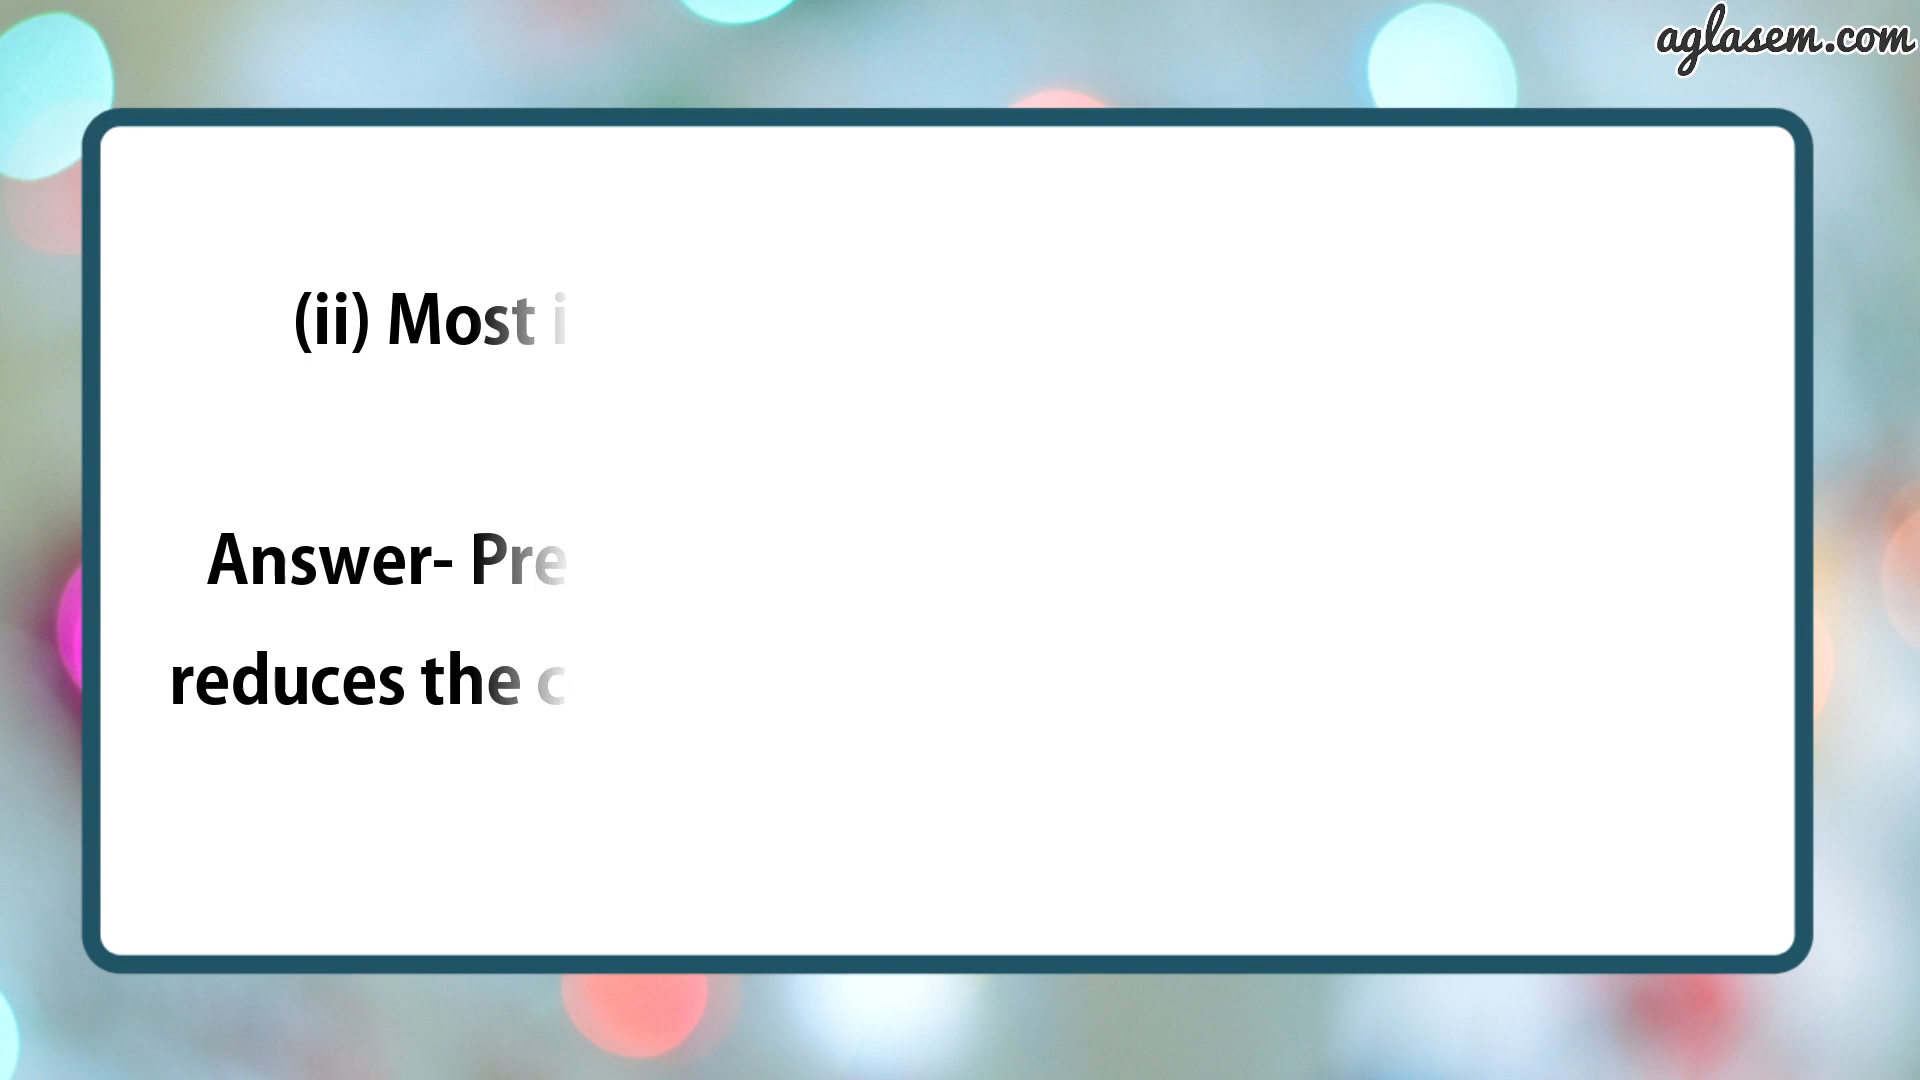 aglasem.com
(ii) Most i
Answer- Pre
reduces the c